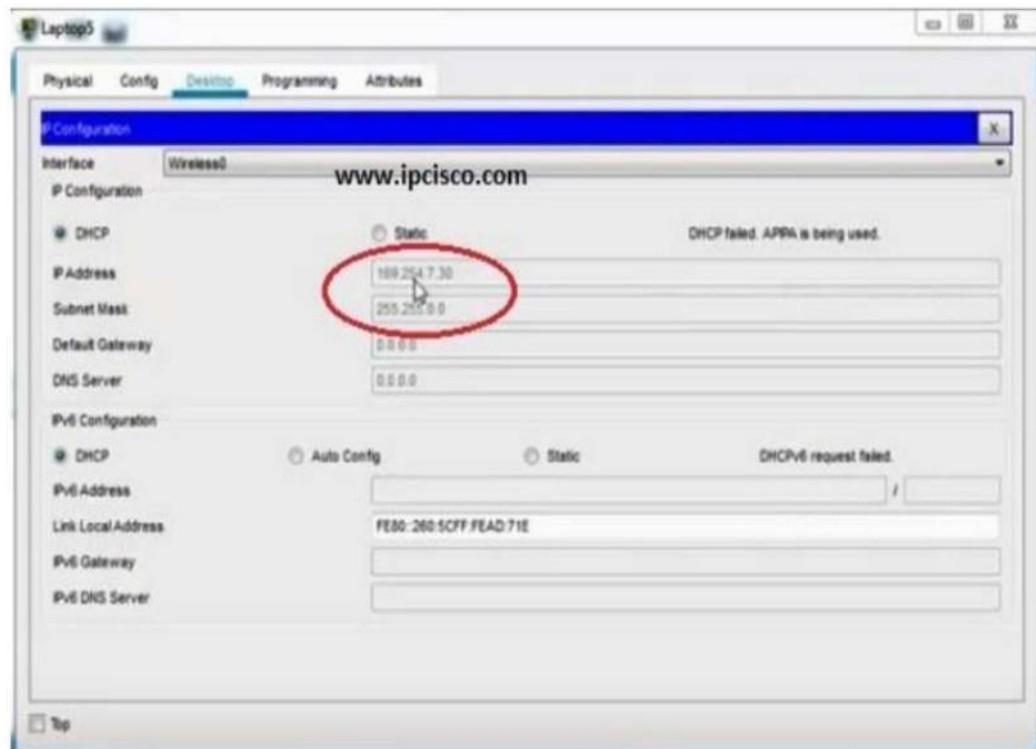 Laptop5
Physical Config Desktop Programming Attributes
IP Configuration X
Interface Wireless0
www.ipcisco.com
IP Configuration
DHCP Static DHCP failed. APIPA is being used.
IP Address 169.254.7.30
Subnet Mask 255.255.0.0
Default Gateway 0.0.0.0
DNS Server 0.0.0.0
IPv6 Configuration
DHCP Auto Config Static DHCPv6 request failed.
IPv6 Address /
Link Local Address FE80::260:5CFF:FEAD:71E
IPv6 Gateway
IPv6 DNS Server
Top